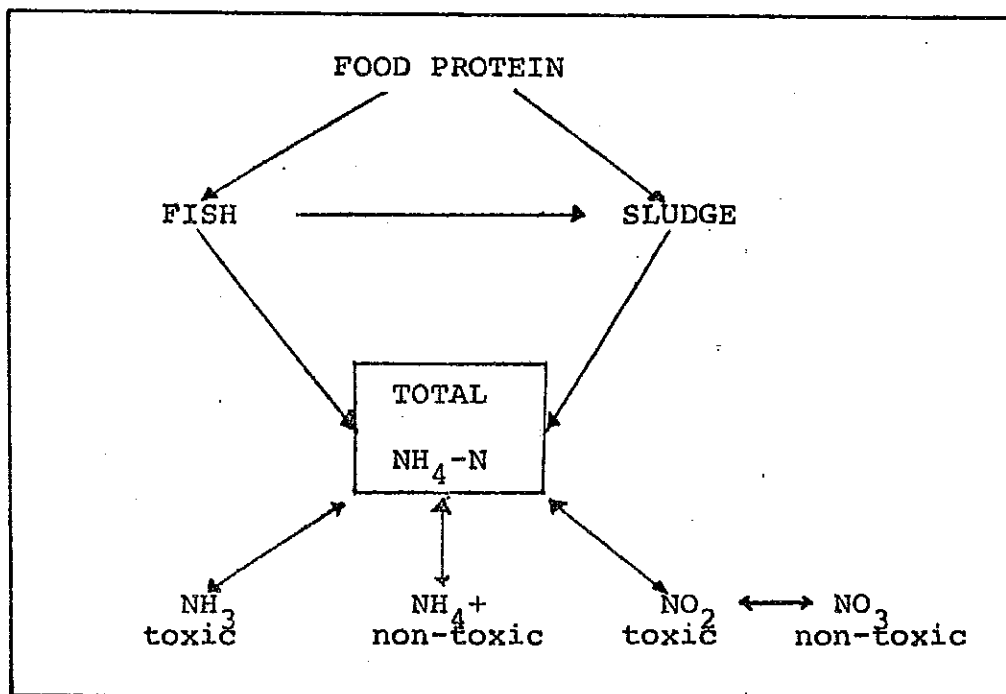 FOOD PROTEIN
FISH SLUDGE
TOTAL
NH4-N
NH3 NH4+ NO2 NO3
toxic non-toxic toxic non-toxic